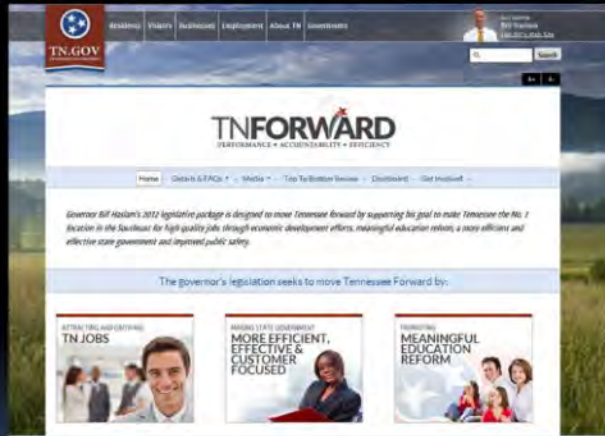 Residents Visitors Businesses Employment About TN Government
Bill Haslam
TN.GOV
Search
A+ A-
TNFORWARD
PERFORMANCE • ACCOUNTABILITY • EFFICIENCY
Home Details & FAQs Media Top To Bottom Review Dashboard Get Involved
Governor Bill Haslam's 2012 legislative package is designed to move Tennessee forward by supporting his goal to make Tennessee the No. 1
location in the Southeast for high quality jobs through economic development efforts, meaningful education reform, a more efficient and
effective state government and improved public safety.
The governor's legislation seeks to move Tennessee Forward by:
ATTRACTING AND GROWING
TN JOBS
MAKING STATE GOVERNMENT
MORE EFFICIENT,
EFFECTIVE &
CUSTOMER
FOCUSED
PROMOTING
MEANINGFUL
EDUCATION
REFORM